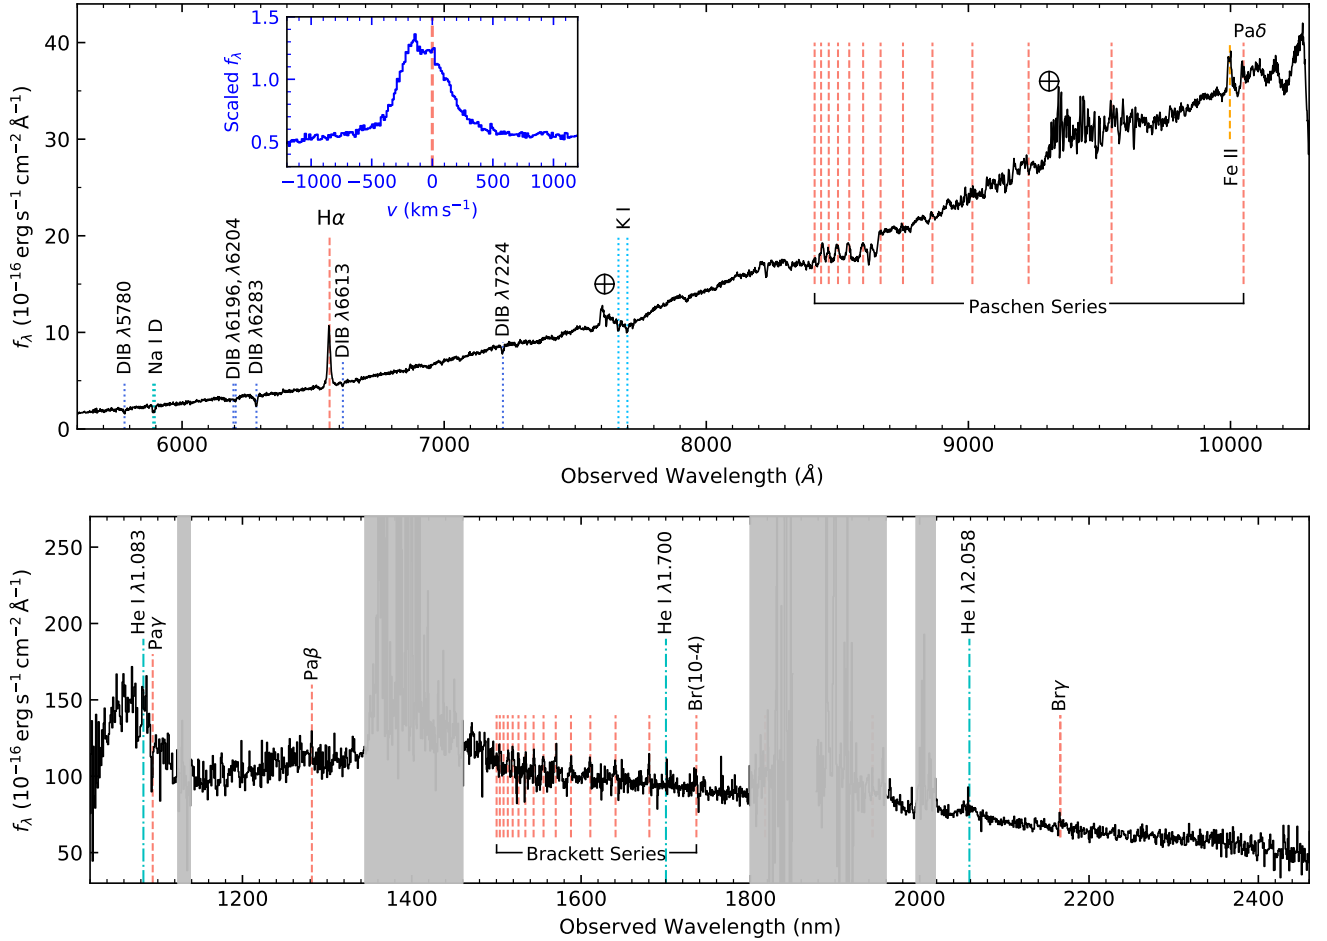 1.5
1.0
0.5
Scaled fλ
−1000 −500 0 500 1000
v (km s⁻¹)
40
30
20
10
0
fλ (10⁻¹⁶ erg s⁻¹ cm⁻² Å⁻¹)
DIB λ5780
Na I D
DIB λ6196, λ6204
DIB λ6283
Hα
DIB λ6613
DIB λ7224
⊕
K I
⊕
Paschen Series
Fe II
Paδ
6000 7000 8000 9000 10000
Observed Wavelength (Å)
250
200
150
100
50
fλ (10⁻¹⁶ erg s⁻¹ cm⁻² Å⁻¹)
He I λ1.083
Paγ
Paβ
Brackett Series
He I λ1.700
Br(10-4)
He I λ2.058
Brγ
1200 1400 1600 1800 2000 2200 2400
Observed Wavelength (nm)